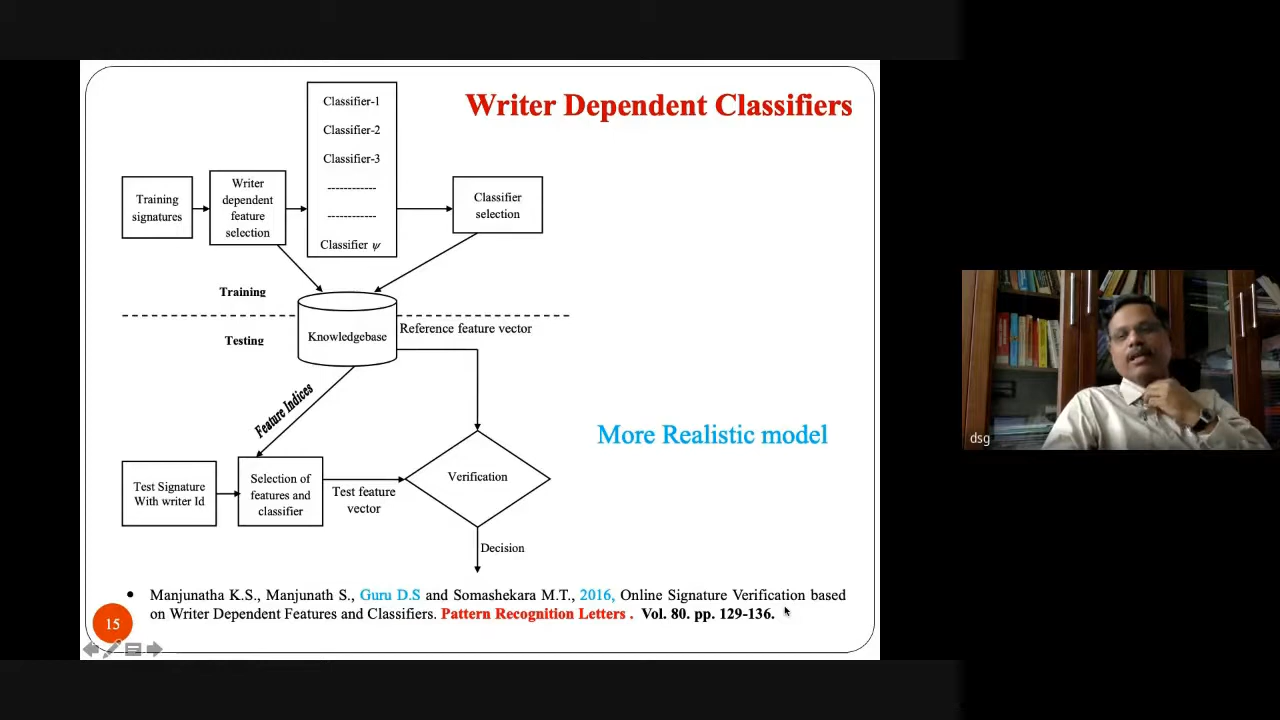 Writer Dependent Classifiers
Classifier-1
Classifier-2
Classifier-3
------------
------------
Classifier ψ
Training
signatures
Writer
dependent
feature
selection
Classifier
selection
Training
Testing
Knowledgebase
Reference feature vector
Feature Indices
More Realistic model
Test Signature
With writer Id
Selection of
features and
classifier
Test feature
vector
Verification
Decision
• Manjunatha K.S., Manjunath S., Guru D.S and Somashekara M.T., 2016, Online Signature Verification based
on Writer Dependent Features and Classifiers. Pattern Recognition Letters . Vol. 80. pp. 129-136.
15
dsg